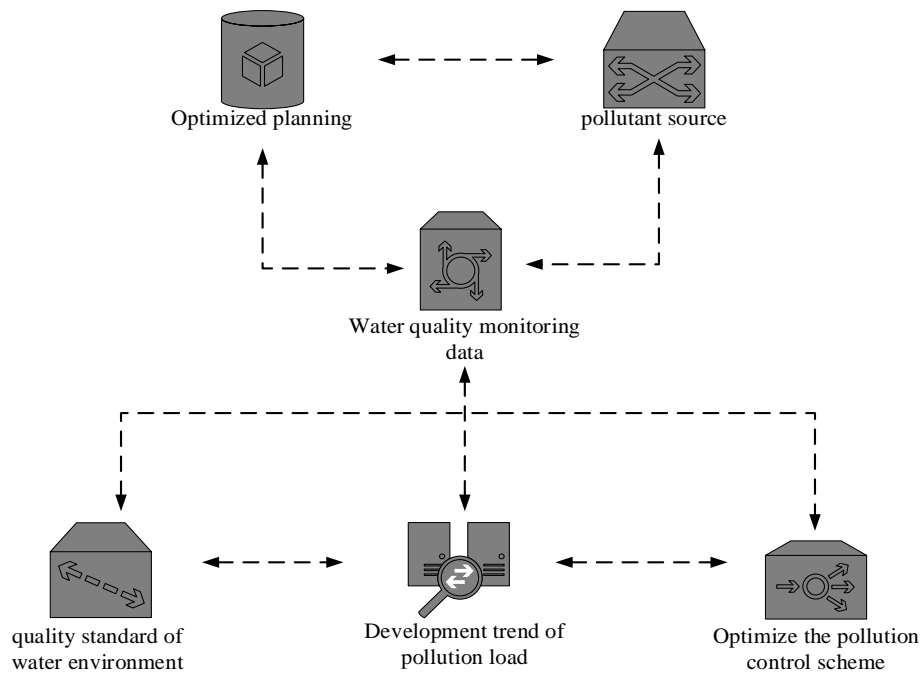 Optimized planning
pollutant source
Water quality monitoring
data
quality standard of
water environment
Development trend of
pollution load
Optimize the pollution
control scheme